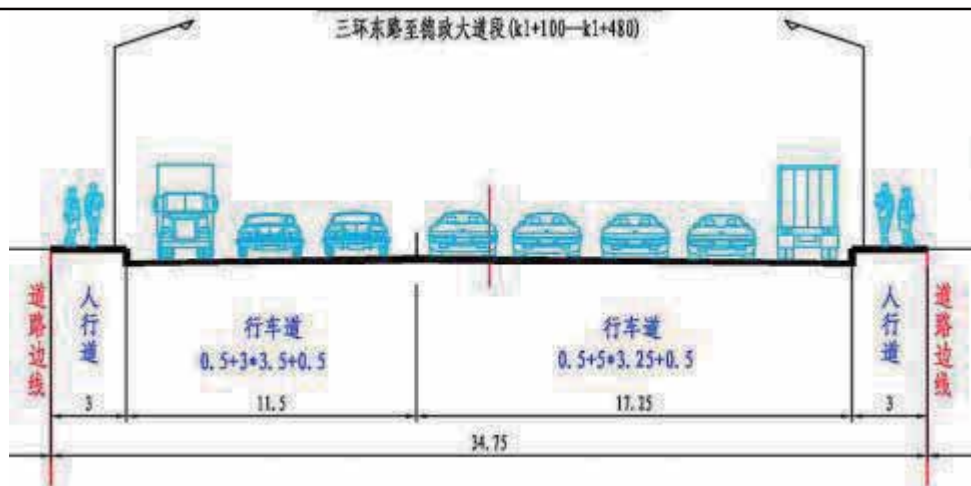 三环东路至德政大道段(k1+100—k1+480)
道路边线
人行道
行车道
0.5+3*3.5+0.5
行车道
0.5+5*3.25+0.5
人行道
道路边线
3
11.5
17.25
3
34.75